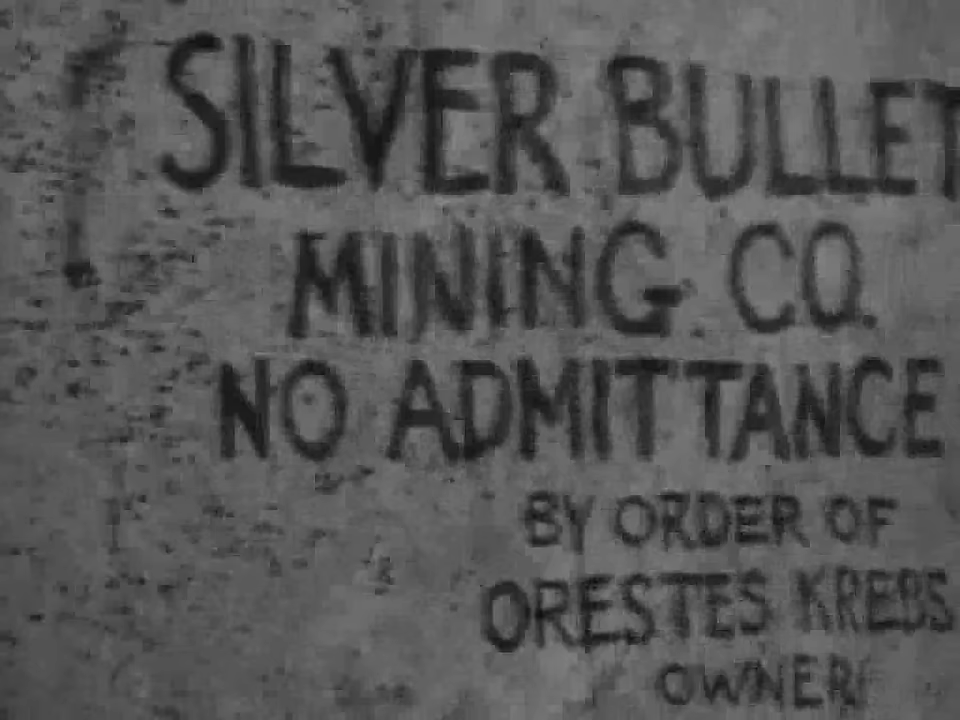 SILVER BULLET
MINING CO.
NO ADMITTANCE
BY ORDER OF
ORESTES KREBS
OWNER